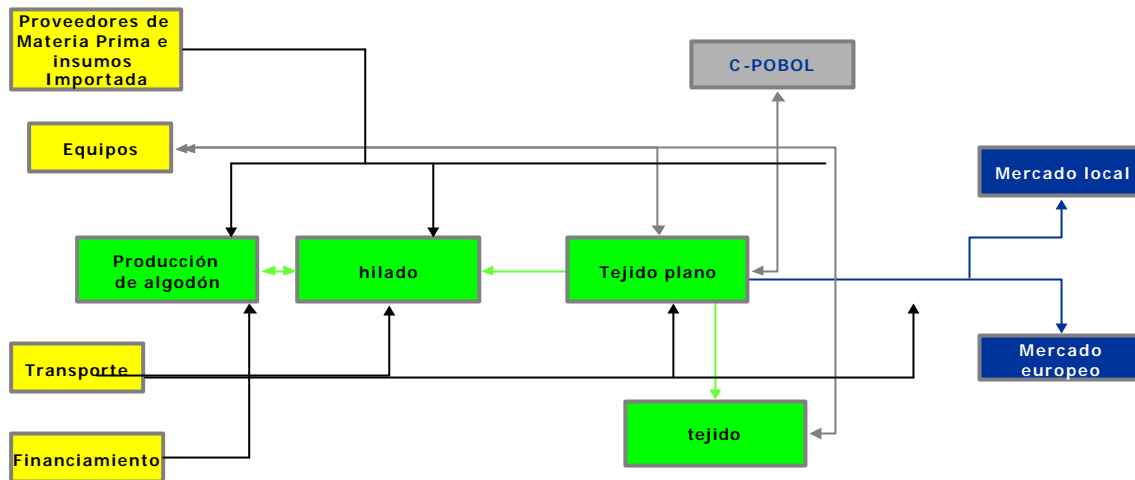 Proveedores de
Materia Prima e
insumos
Importada
C-POBOL
Equipos
Mercado local
Producción
de algodón
hilado
Tejido plano
Transporte
Mercado
europeo
tejido
Financiamiento